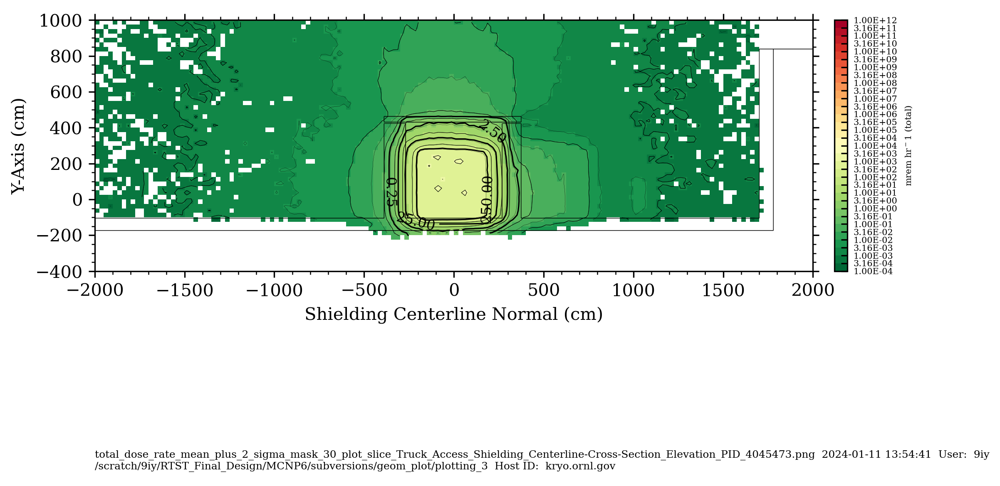 1000
800
600
400
200
0
−200
−400
Y-Axis (cm)
−2000 −1500 −1000 −500 0 500 1000 1500 2000
Shielding Centerline Normal (cm)
2.50
0.25
250.00
25.00
1.00E+12
3.16E+11
1.00E+11
3.16E+10
1.00E+10
3.16E+09
1.00E+09
3.16E+08
1.00E+08
3.16E+07
1.00E+07
3.16E+06
1.00E+06
3.16E+05
1.00E+05
3.16E+04
1.00E+04
3.16E+03
1.00E+03
3.16E+02
1.00E+02
3.16E+01
1.00E+01
3.16E+00
1.00E+00
3.16E-01
1.00E-01
3.16E-02
1.00E-02
3.16E-03
1.00E-03
3.16E-04
1.00E-04
mrem hr⁻ 1 (total)
total_dose_rate_mean_plus_2_sigma_mask_30_plot_slice_Truck_Access_Shielding_Centerline-Cross-Section_Elevation_PID_4045473.png 2024-01-11 13:54:41 User: 9iy
/scratch/9iy/RTST_Final_Design/MCNP6/subversions/geom_plot/plotting_3 Host ID: kryo.ornl.gov